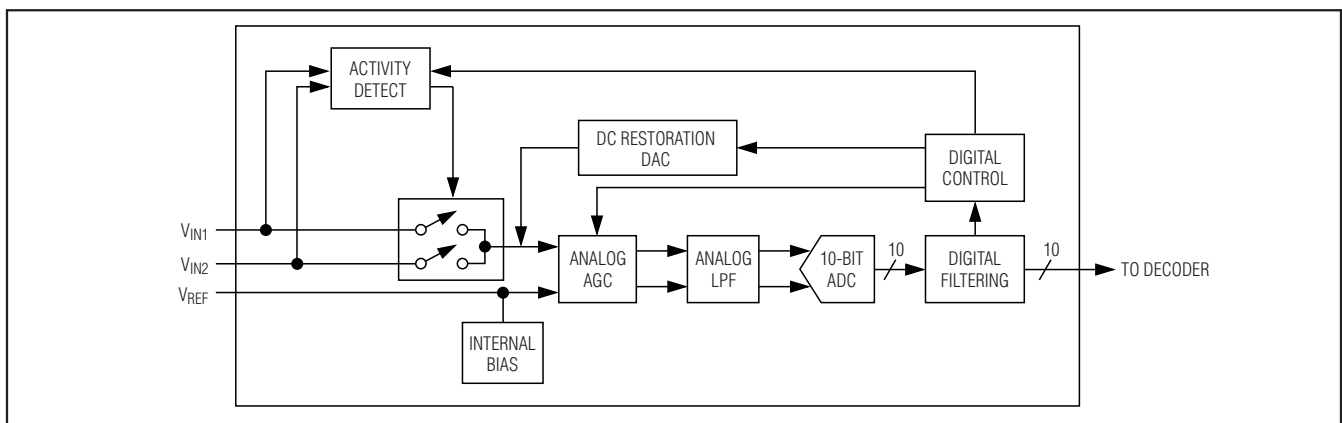 ACTIVITY
DETECT
DC RESTORATION
DAC
DIGITAL
CONTROL
VIN1
VIN2
VREF
ANALOG
AGC
ANALOG
LPF
10-BIT
ADC
10
DIGITAL
FILTERING
10
TO DECODER
INTERNAL
BIAS